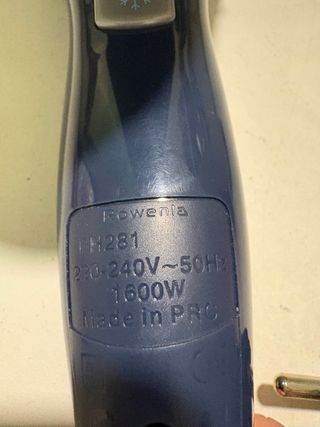 Rowenta
PH281
220-240V~50Hz
1600W
Made in PRC